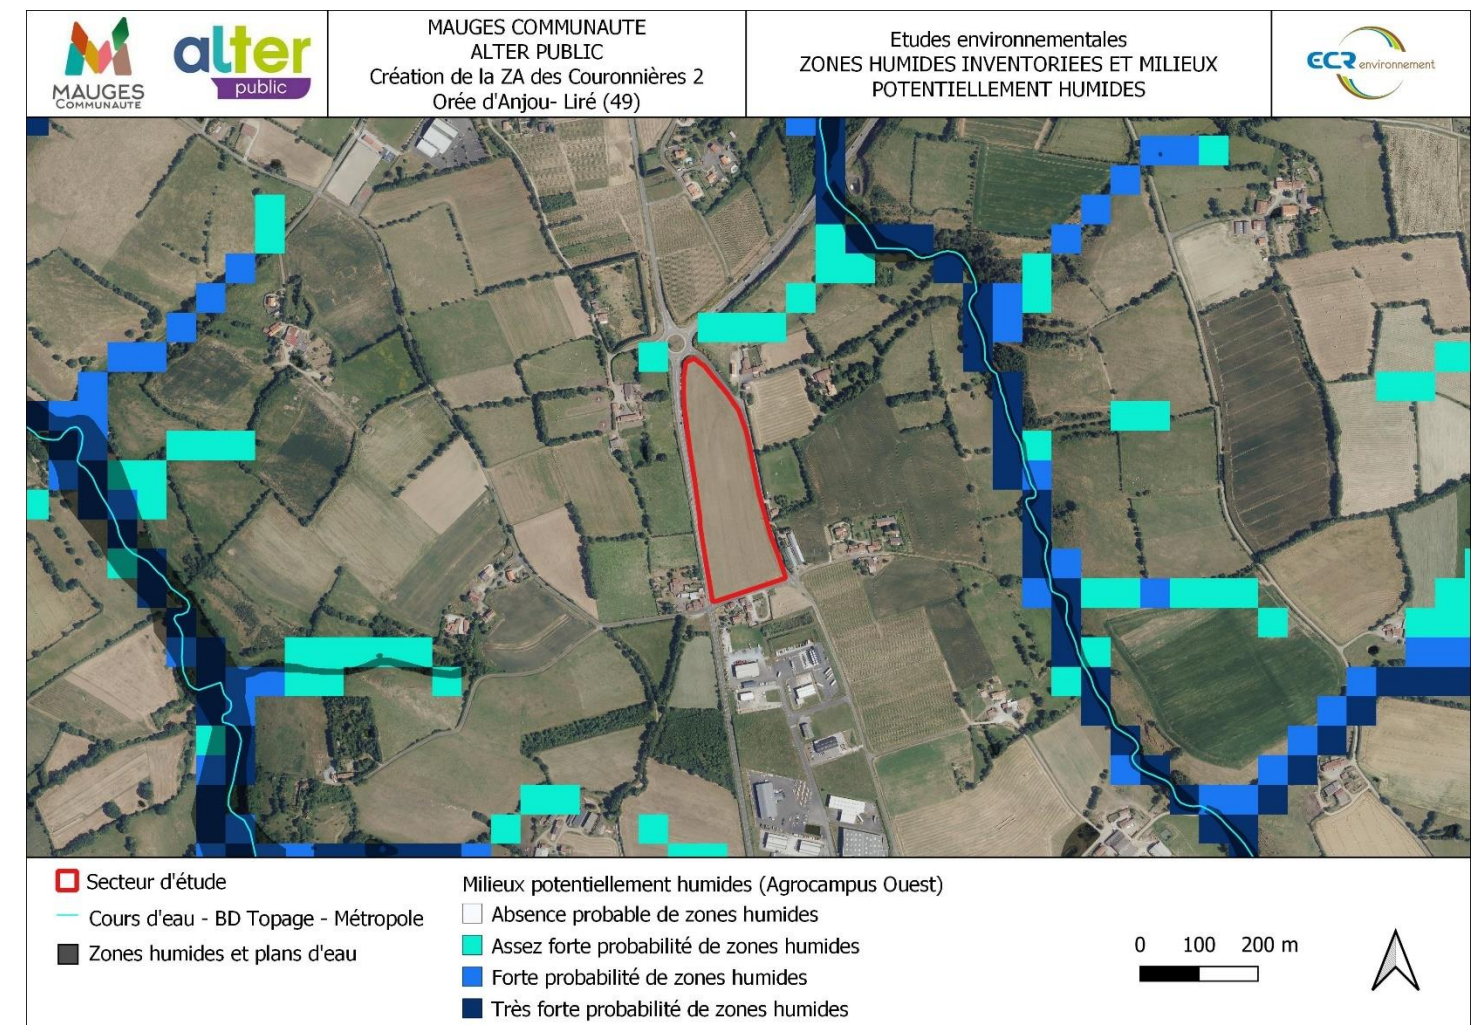 MAUGES
COMMUNAUTE
alter
public
MAUGES COMMUNAUTE
ALTER PUBLIC
Création de la ZA des Couronnières 2
Orée d'Anjou- Liré (49)
Etudes environnementales
ZONES HUMIDES INVENTORIEES ET MILIEUX
POTENTIELLEMENT HUMIDES
ECR environnement
Secteur d'étude
Cours d'eau - BD Topage - Métropole
Zones humides et plans d'eau
Milieux potentiellement humides (Agrocampus Ouest)
Absence probable de zones humides
Assez forte probabilité de zones humides
Forte probabilité de zones humides
Très forte probabilité de zones humides
0 100 200 m